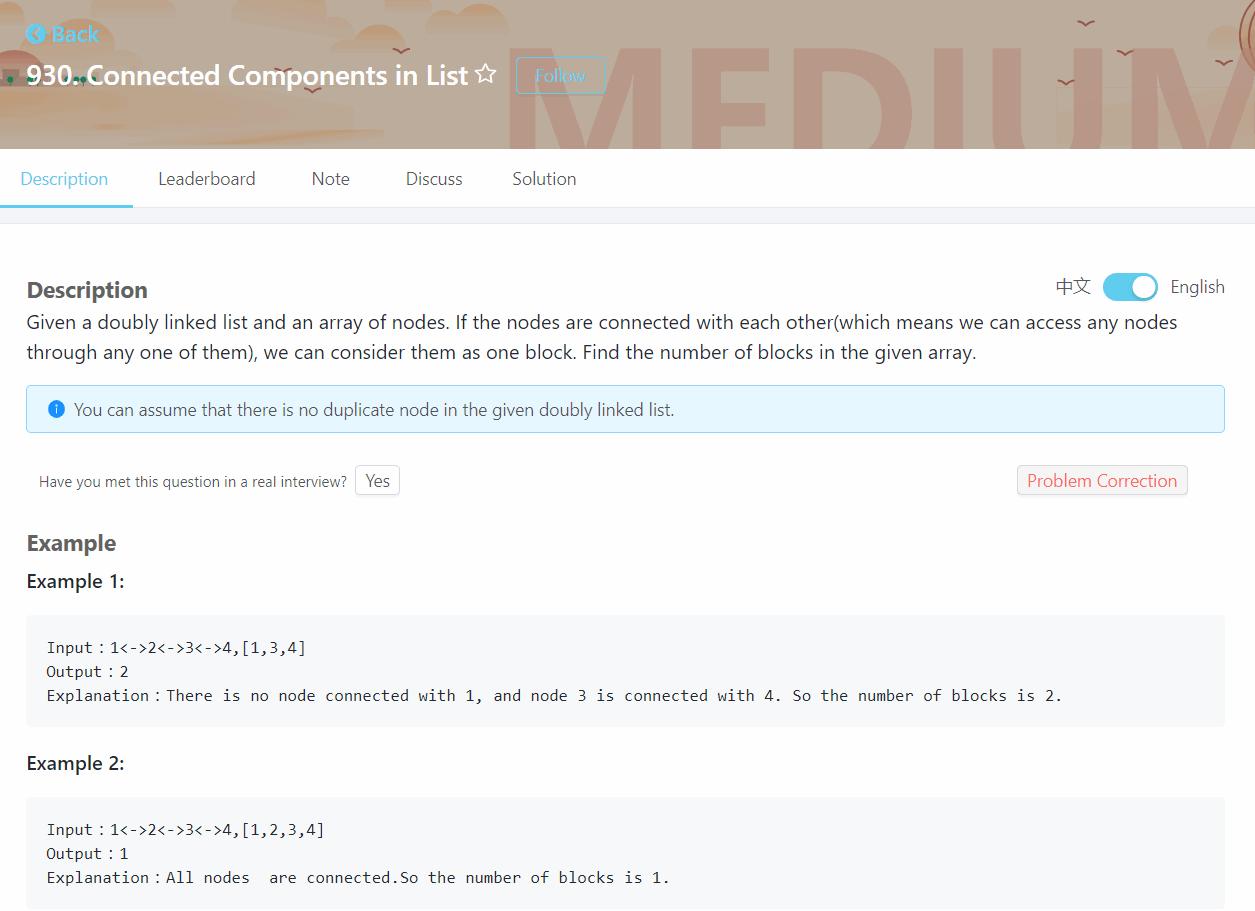 Back
930. Connected Components in List
Follow
MEDIUM
Description
Leaderboard
Note
Discuss
Solution
Description
中文
English
Given a doubly linked list and an array of nodes. If the nodes are connected with each other(which means we can access any nodes
through any one of them), we can consider them as one block. Find the number of blocks in the given array.
You can assume that there is no duplicate node in the given doubly linked list.
Have you met this question in a real interview?
Yes
Problem Correction
Example
Example 1:
Input：1<->2<->3<->4,[1,3,4]
Output：2
Explanation：There is no node connected with 1, and node 3 is connected with 4. So the number of blocks is 2.
Example 2:
Input：1<->2<->3<->4,[1,2,3,4]
Output：1
Explanation：All nodes  are connected.So the number of blocks is 1.